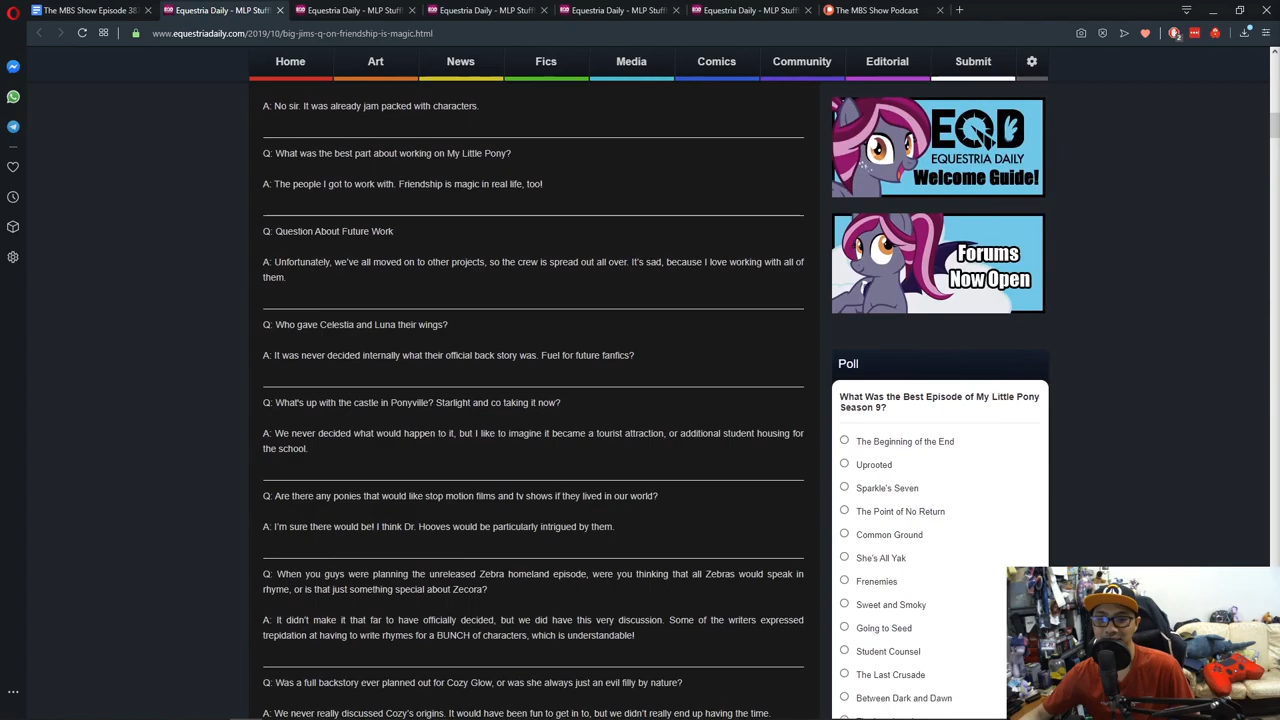 The MBS Show Episode 38
Equestria Daily - MLP Stuf
Equestria Daily - MLP Stuf
Equestria Daily - MLP Stuf
Equestria Daily - MLP Stuf
Equestria Daily - MLP Stuf
The MBS Show Podcast
www.equestriadaily.com/2019/10/big-jims-q-on-friendship-is-magic.html
2
Home
Art
News
Fics
Media
Comics
Community
Editorial
Submit
A: No sir. It was already jam packed with characters.
Q: What was the best part about working on My Little Pony?
A: The people I got to work with. Friendship is magic in real life, too!
Q: Question About Future Work
A: Unfortunately, we've all moved on to other projects, so the crew is spread out all over. It's sad, because I love working with all of
them.
Q: Who gave Celestia and Luna their wings?
A: It was never decided internally what their official back story was. Fuel for future fanfics?
Q: What's up with the castle in Ponyville? Starlight and co taking it now?
A: We never decided what would happen to it, but I like to imagine it became a tourist attraction, or additional student housing for
the school.
Q: Are there any ponies that would like stop motion films and tv shows if they lived in our world?
A: I'm sure there would be! I think Dr. Hooves would be particularly intrigued by them.
Q: When you guys were planning the unreleased Zebra homeland episode, were you thinking that all Zebras would speak in
rhyme, or is that just something special about Zecora?
A: It didn't make it that far to have officially decided, but we did have this very discussion. Some of the writers expressed
trepidation at having to write rhymes for a BUNCH of characters, which is understandable!
Q: Was a full backstory ever planned out for Cozy Glow, or was she always just an evil filly by nature?
A: We never really discussed Cozy's origins. It would have been fun to get in to, but we didn't really end up having the time.
EQD
EQUESTRIA DAILY
Welcome Guide!
Forums
Now Open
Poll
What Was the Best Episode of My Little Pony
Season 9?
The Beginning of the End
Uprooted
Sparkle's Seven
The Point of No Return
Common Ground
She's All Yak
Frenemies
Sweet and Smoky
Going to Seed
Student Counsel
The Last Crusade
Between Dark and Dawn